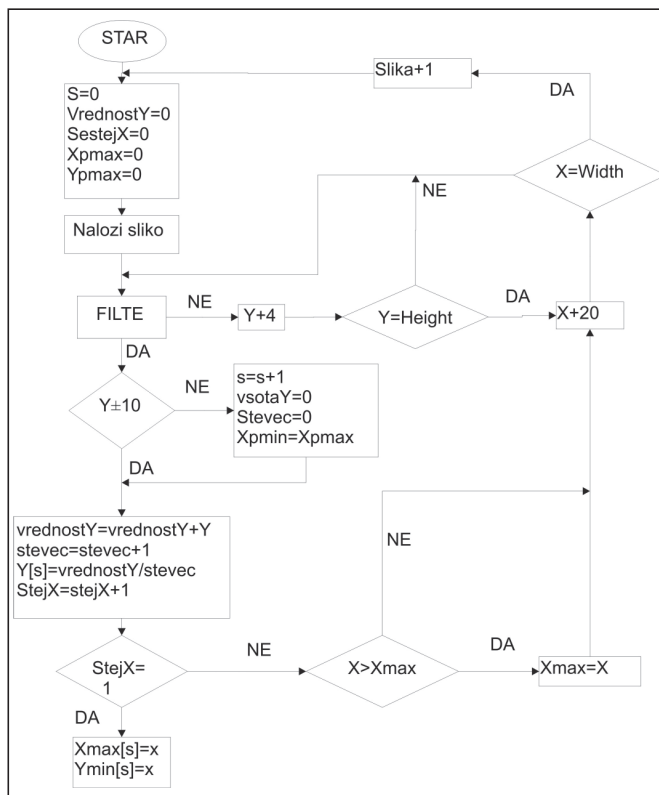 STAR
Slika+1
DA
S=0
VrednostY=0
SestejX=0
Xpmax=0
Ypmax=0
X=Width
NE
Nalozi sliko
FILTE
NE
Y+4
Y=Height
DA
X+20
DA
Y±10
NE
s=s+1
vsotaY=0
Stevec=0
Xpmin=Xpmax
DA
vrednostY=vrednostY+Y
stevec=stevec+1
Y[s]=vrednostY/stevec
StejX=stejX+1
NE
StejX=
1
NE
X>Xmax
DA
Xmax=X
DA
Xmax[s]=x
Ymin[s]=x